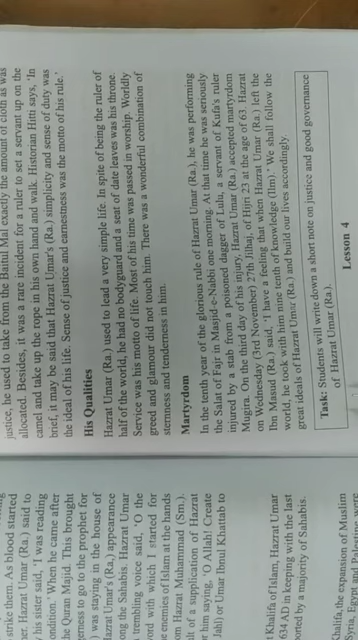 justice, he used to take from the Baitul Mal exactly the amount of cloth as was
allocated. Besides, it was a rare incident for a ruler to set a servant up on the
camel and take up the rope in his own hand and walk. Historian Hitti says, 'In
brief, it may be said that Hazrat Umar's (Ra.) simplicity and sense of duty was
the ideal of his life. Sense of justice and earnestness was the motto of his rule.'
His Qualities
Hazrat Umar (Ra.) used to lead a very simple life. In spite of being the ruler of
half of the world, he had no bodyguard and a seat of date leaves was his throne.
Service was his motto of life. Most of his time was passed in worship. Worldly
greed and glamour did not touch him. There was a wonderful combination of
sternness and tenderness in him.
Martyrdom
In the tenth year of the glorious rule of Hazrat Umar (Ra.), he was performing
the Salat of Fajr in Masjid-e-Nabbi one morning. At that time he was seriously
injured by a stab from a poisoned dagger of Lulu, a servant of Kufa's ruler
Mugira. On the third day of his injury, Hazrat Umar (Ra.) accepted martyrdom
on Wednesday (3rd November) 27th Jilhaj, of Hijri 23 at the age of 63. Hazrat
Ibn Masud (Ra.) said, 'I have a feeling that when Hazrat Umar (Ra.) left the
world, he took with him nine tenth of knowledge (Ilm).' We shall follow the
great ideals of Hazrat Umar (Ra.) and build our lives accordingly.
Task: Students will write down a short note on justice and good governance
of Hazrat Umar (Ra.).
Lesson 4
strike them. As blood started
Hazrat Umar (Ra.) said to
his sister said, 'I was reading
When he came after
the Quran Majid. This brought
to go to the prophet for
) was staying in the house of
Hazrat Umar's (Ra.) appearance
the Sahabis. Hazrat Umar
trembling voice said, 'O the
with which I started for
enemies of Islam at the hands
Hazrat Muhammad (Sm.).
of supplication of Hazrat
him saying, 'O Allah! Create
Jahl) or Umar Ibnul Khattab to
Khalifa of Islam, Hazrat Umar
634 AD in keeping with the last
by a majority of Sahabis.
the expansion of Muslim
Egypt and Palestine were